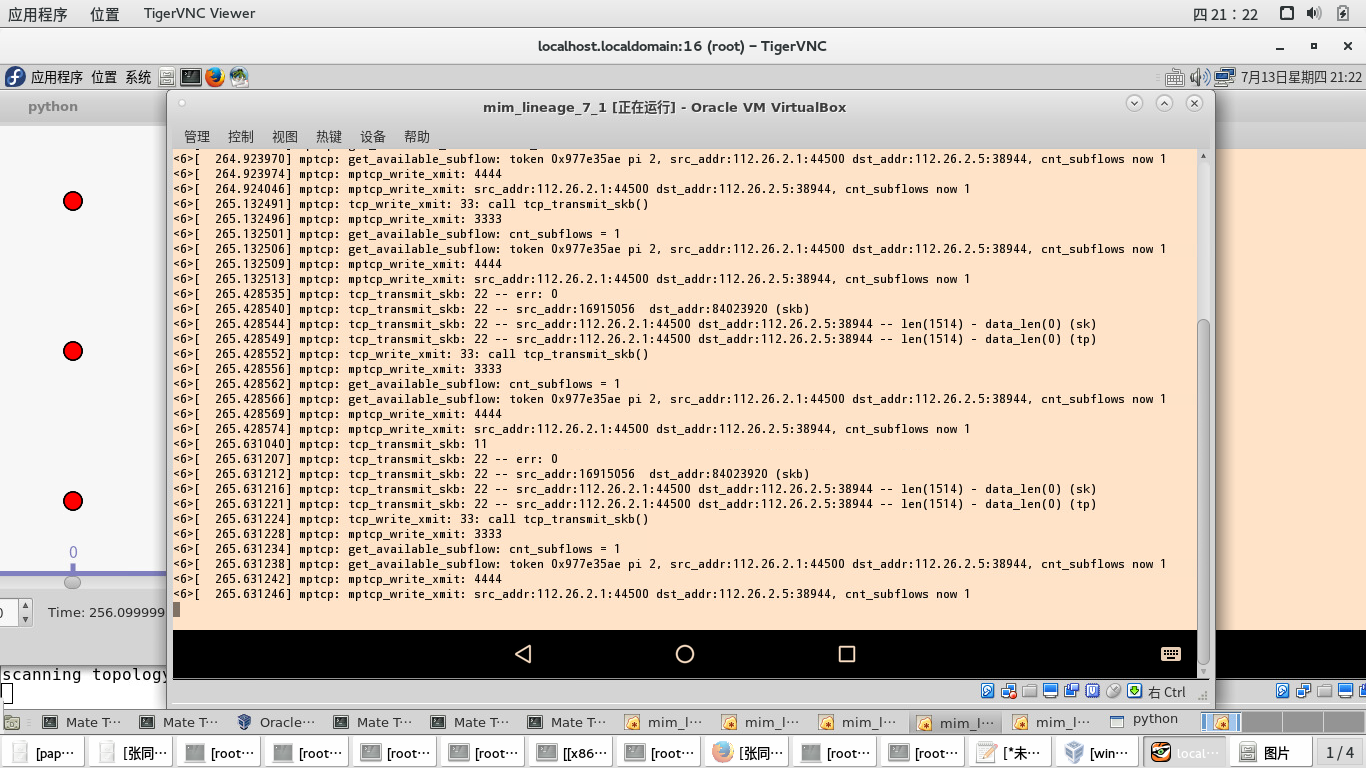 应用程序 位置 TigerVNC Viewer 四 21:22
localhost.localdomain:16 (root) - TigerVNC
应用程序 位置 系统 7月13日星期四 21:22
python
mim_lineage_7_1 [正在运行] - Oracle VM VirtualBox
管理 控制 视图 热键 设备 帮助
<6>[  264.923970] mptcp: get_available_subflow: token 0x977e35ae pi 2, src_addr:112.26.2.1:44500 dst_addr:112.26.2.5:38944, cnt_subflows now 1
<6>[  264.923974] mptcp: mptcp_write_xmit: 4444
<6>[  264.924046] mptcp: mptcp_write_xmit: src_addr:112.26.2.1:44500 dst_addr:112.26.2.5:38944, cnt_subflows now 1
<6>[  265.132491] mptcp: tcp_write_xmit: 33: call tcp_transmit_skb()
<6>[  265.132496] mptcp: mptcp_write_xmit: 3333
<6>[  265.132501] mptcp: get_available_subflow: cnt_subflows = 1
<6>[  265.132506] mptcp: get_available_subflow: token 0x977e35ae pi 2, src_addr:112.26.2.1:44500 dst_addr:112.26.2.5:38944, cnt_subflows now 1
<6>[  265.132509] mptcp: mptcp_write_xmit: 4444
<6>[  265.132513] mptcp: mptcp_write_xmit: src_addr:112.26.2.1:44500 dst_addr:112.26.2.5:38944, cnt_subflows now 1
<6>[  265.428535] mptcp: tcp_transmit_skb: 22 -- err: 0
<6>[  265.428540] mptcp: tcp_transmit_skb: 22 -- src_addr:16915056  dst_addr:84023920 (skb)
<6>[  265.428544] mptcp: tcp_transmit_skb: 22 -- src_addr:112.26.2.1:44500 dst_addr:112.26.2.5:38944 -- len(1514) - data_len(0) (sk)
<6>[  265.428549] mptcp: tcp_transmit_skb: 22 -- src_addr:112.26.2.1:44500 dst_addr:112.26.2.5:38944 -- len(1514) - data_len(0) (tp)
<6>[  265.428552] mptcp: tcp_write_xmit: 33: call tcp_transmit_skb()
<6>[  265.428556] mptcp: mptcp_write_xmit: 3333
<6>[  265.428562] mptcp: get_available_subflow: cnt_subflows = 1
<6>[  265.428566] mptcp: get_available_subflow: token 0x977e35ae pi 2, src_addr:112.26.2.1:44500 dst_addr:112.26.2.5:38944, cnt_subflows now 1
<6>[  265.428569] mptcp: mptcp_write_xmit: 4444
<6>[  265.428574] mptcp: mptcp_write_xmit: src_addr:112.26.2.1:44500 dst_addr:112.26.2.5:38944, cnt_subflows now 1
<6>[  265.631040] mptcp: tcp_transmit_skb: 11
<6>[  265.631207] mptcp: tcp_transmit_skb: 22 -- err: 0
<6>[  265.631212] mptcp: tcp_transmit_skb: 22 -- src_addr:16915056  dst_addr:84023920 (skb)
<6>[  265.631216] mptcp: tcp_transmit_skb: 22 -- src_addr:112.26.2.1:44500 dst_addr:112.26.2.5:38944 -- len(1514) - data_len(0) (sk)
<6>[  265.631221] mptcp: tcp_transmit_skb: 22 -- src_addr:112.26.2.1:44500 dst_addr:112.26.2.5:38944 -- len(1514) - data_len(0) (tp)
<6>[  265.631224] mptcp: tcp_write_xmit: 33: call tcp_transmit_skb()
<6>[  265.631228] mptcp: mptcp_write_xmit: 3333
<6>[  265.631234] mptcp: get_available_subflow: cnt_subflows = 1
<6>[  265.631238] mptcp: get_available_subflow: token 0x977e35ae pi 2, src_addr:112.26.2.1:44500 dst_addr:112.26.2.5:38944, cnt_subflows now 1
<6>[  265.631242] mptcp: mptcp_write_xmit: 4444
<6>[  265.631246] mptcp: mptcp_write_xmit: src_addr:112.26.2.1:44500 dst_addr:112.26.2.5:38944, cnt_subflows now 1
0
0 Time: 256.099999
scanning topology
右 Ctrl
Mate T··· Mate T··· Oracle··· Mate T··· Mate T··· Mate T··· mim_l··· mim_l··· mim_l··· mim_l··· mim_l··· python
[pap··· [张同··· [root··· [root··· [root··· [root··· [[x86··· [root··· [张同··· [root··· [root··· [*未··· [win··· local··· 图片 1 / 4